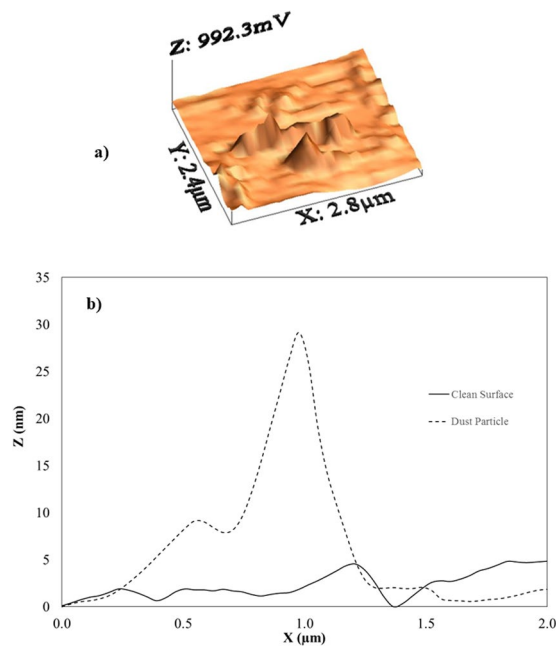 Z: 992.3mV
a)
Y: 2.4μm
X: 2.8μm
b)
35
30
25
20
15
10
5
0
Z (nm)
Clean Surface
Dust Particle
0.0 0.5 1.0 1.5 2.0
X (μm)